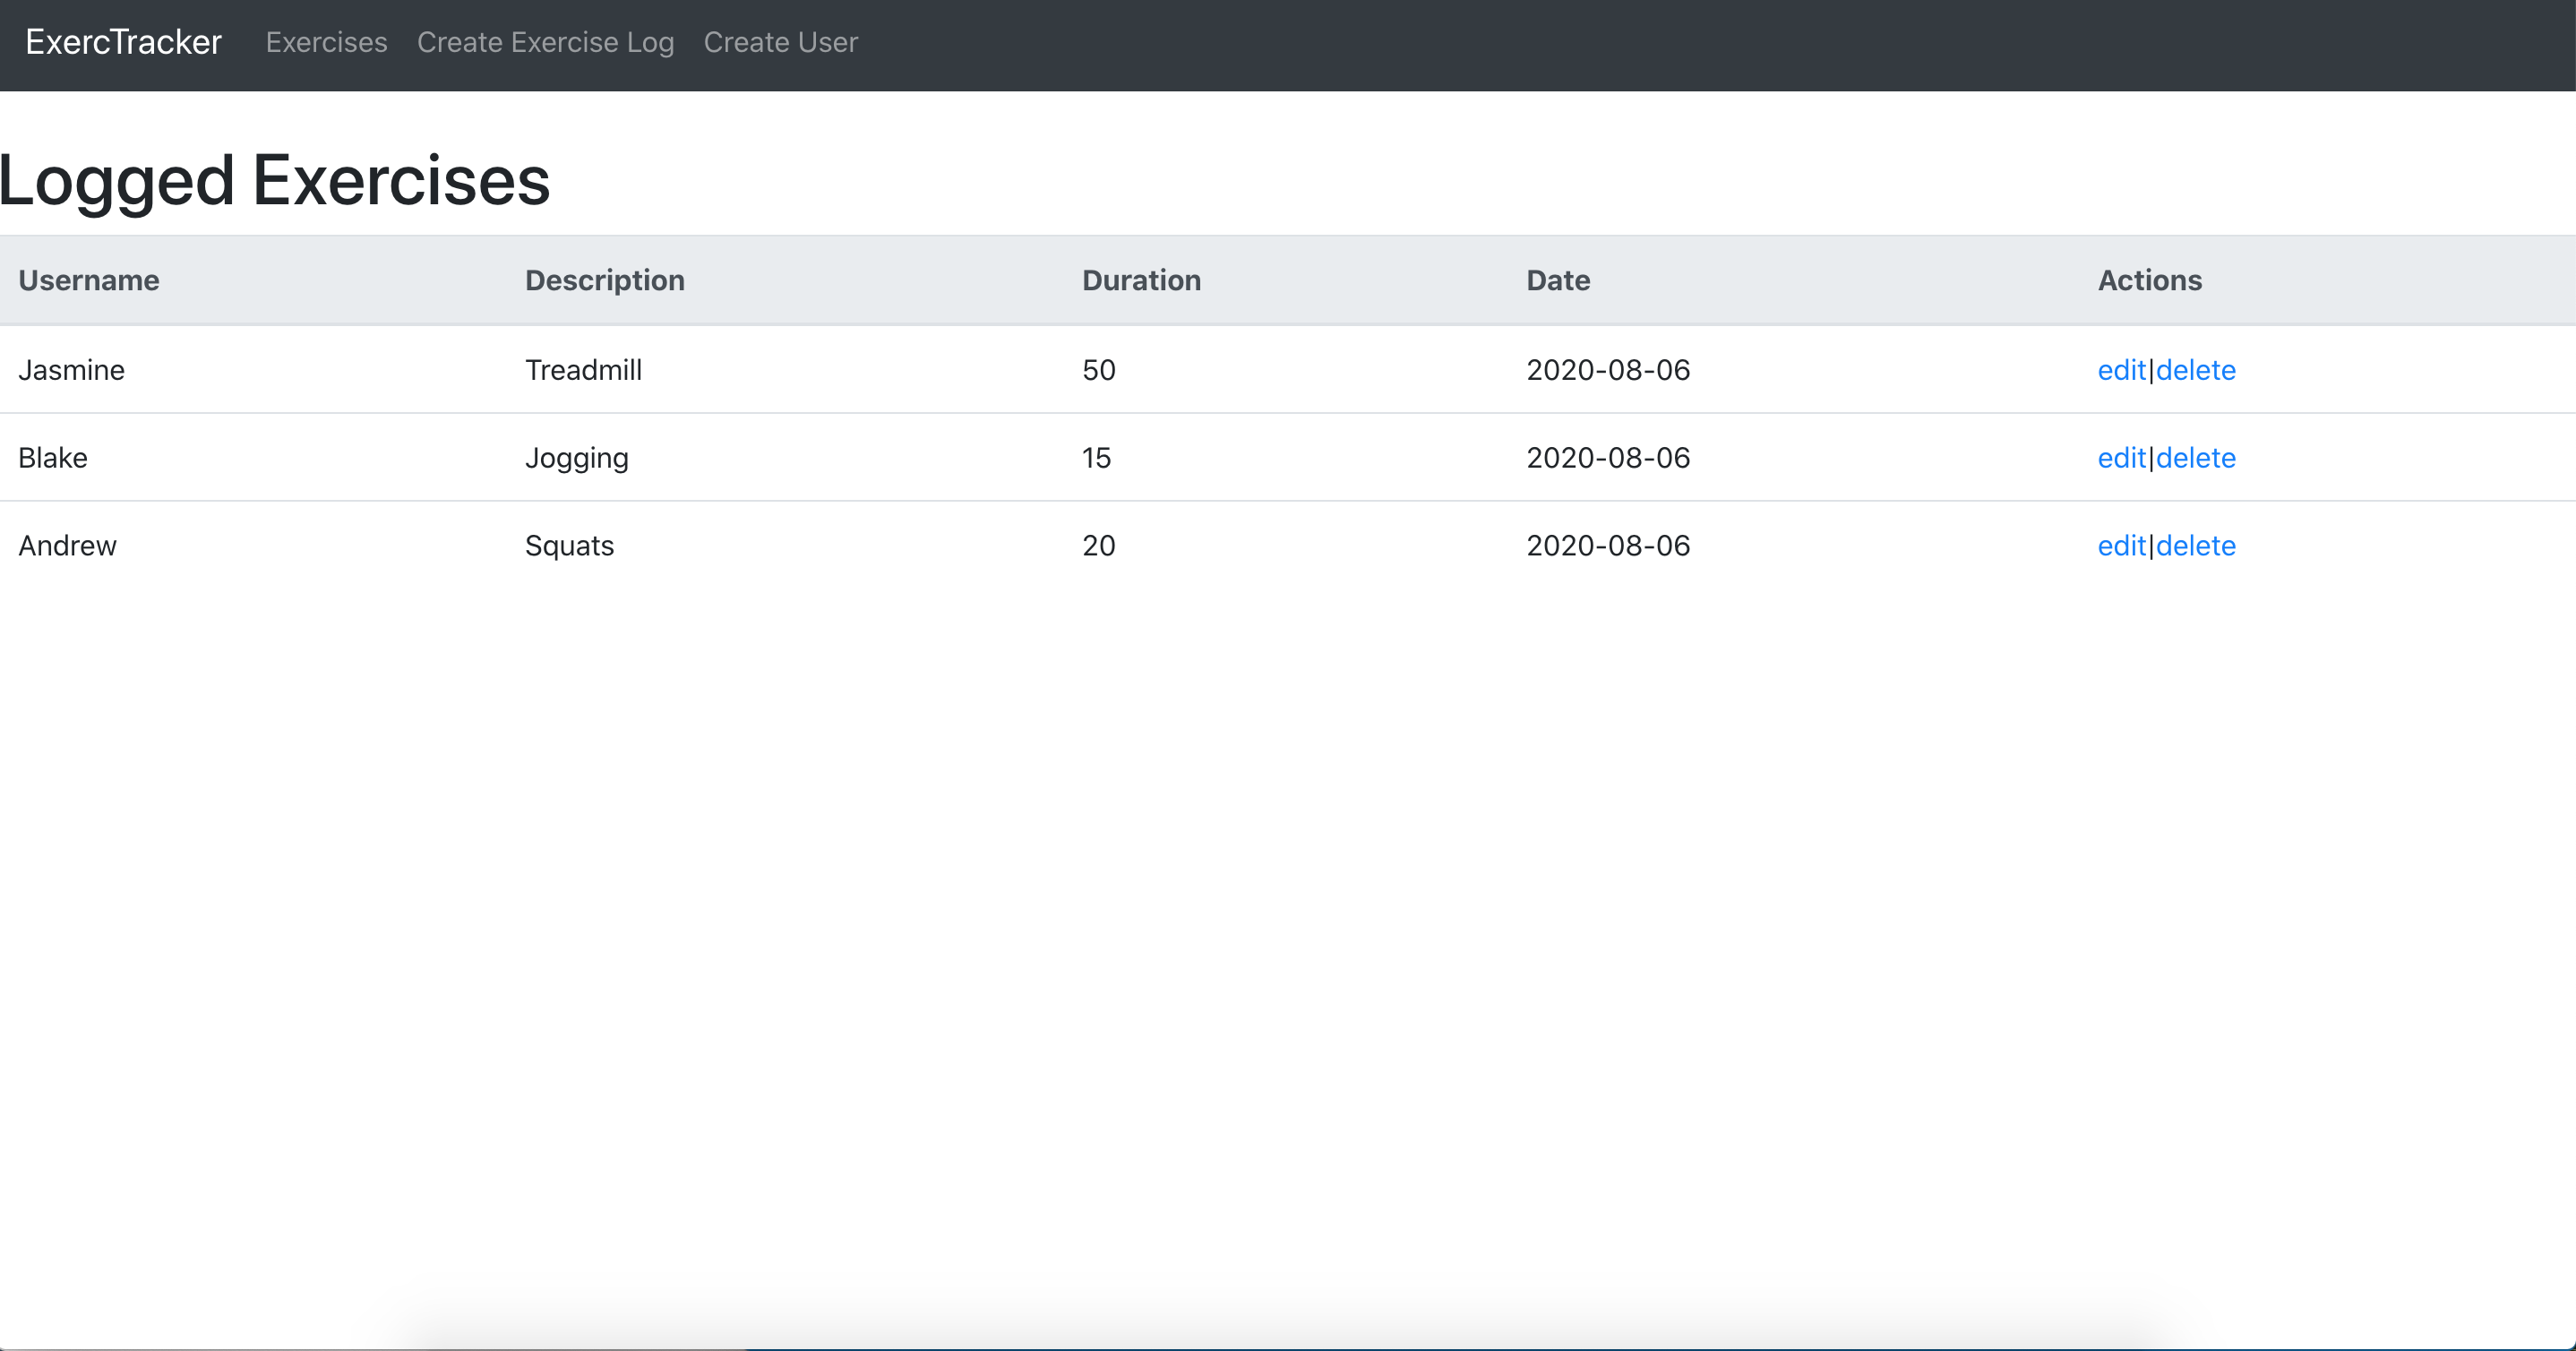 ExercTracker Exercises Create Exercise Log Create User
Logged Exercises
Username Description Duration Date Actions
Jasmine Treadmill 50 2020-08-06 edit|delete
Blake Jogging 15 2020-08-06 edit|delete
Andrew Squats 20 2020-08-06 edit|delete